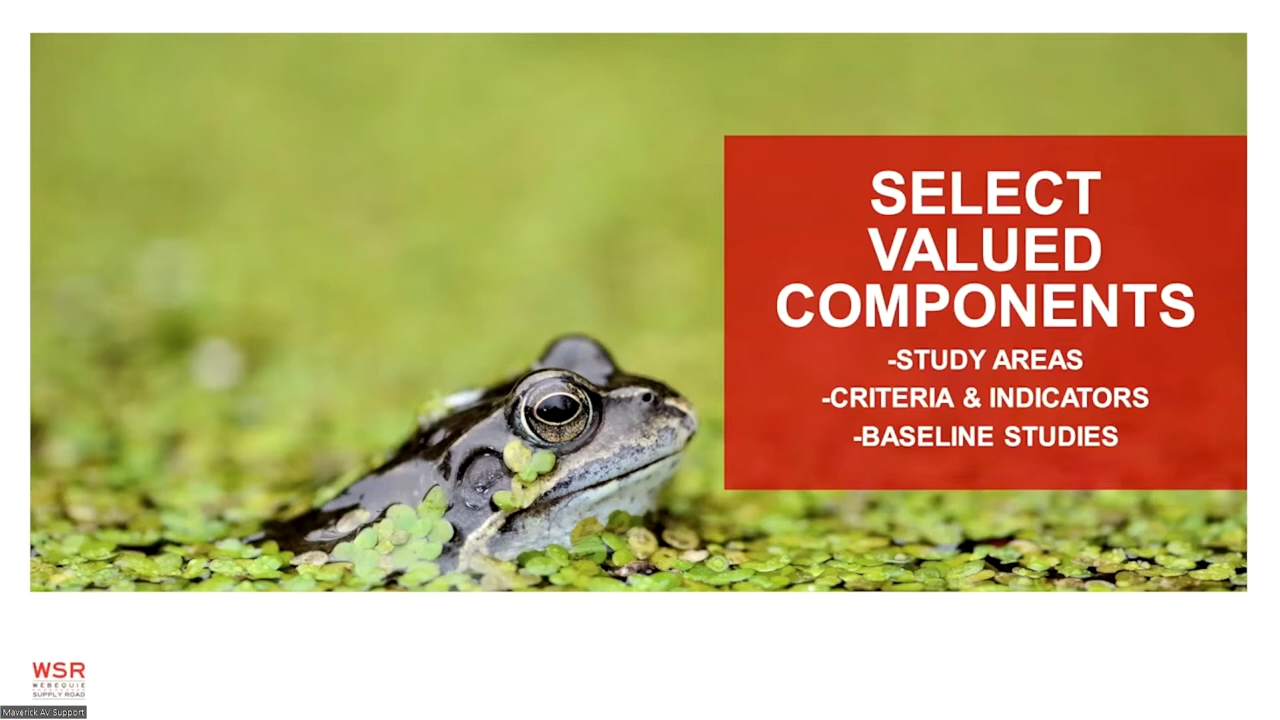 SELECT
VALUED
COMPONENTS
-STUDY AREAS
-CRITERIA & INDICATORS
-BASELINE STUDIES
WSR
WEBEQUIE
SUPPLY ROAD
Maverick AV Support